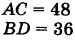 AC = 48
BD = 36